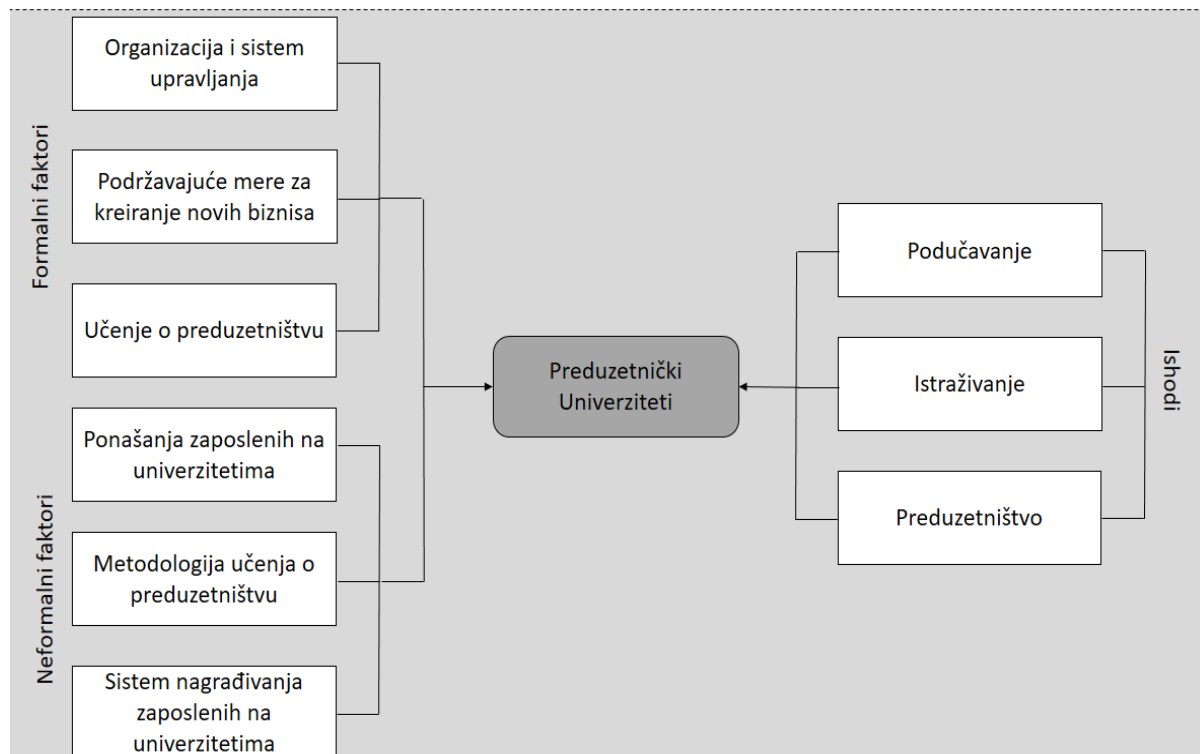 Formalni faktori
Organizacija i sistem
upravljanja
Podržavajuće mere za
kreiranje novih biznisa
Učenje o preduzetništvu
Neformalni faktori
Ponašanja zaposlenih na
univerzitetima
Metodologija učenja o
preduzetništvu
Sistem nagrađivanja
zaposlenih na
univerzitetima
Preduzetnički
Univerziteti
Podučavanje
Istraživanje
Preduzetništvo
Ishodi